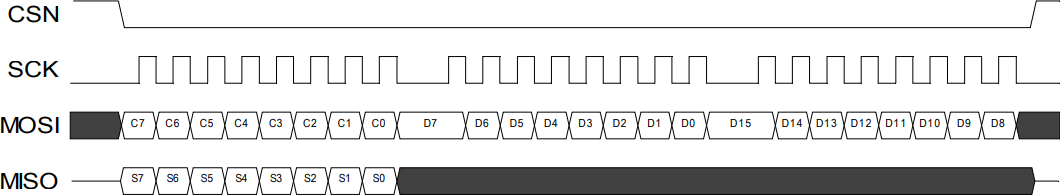 CSN
SCK
MOSI C7 C6 C5 C4 C3 C2 C1 C0 D7 D6 D5 D4 D3 D2 D1 D0 D15 D14 D13 D12 D11 D10 D9 D8
MISO S7 S6 S5 S4 S3 S2 S1 S0